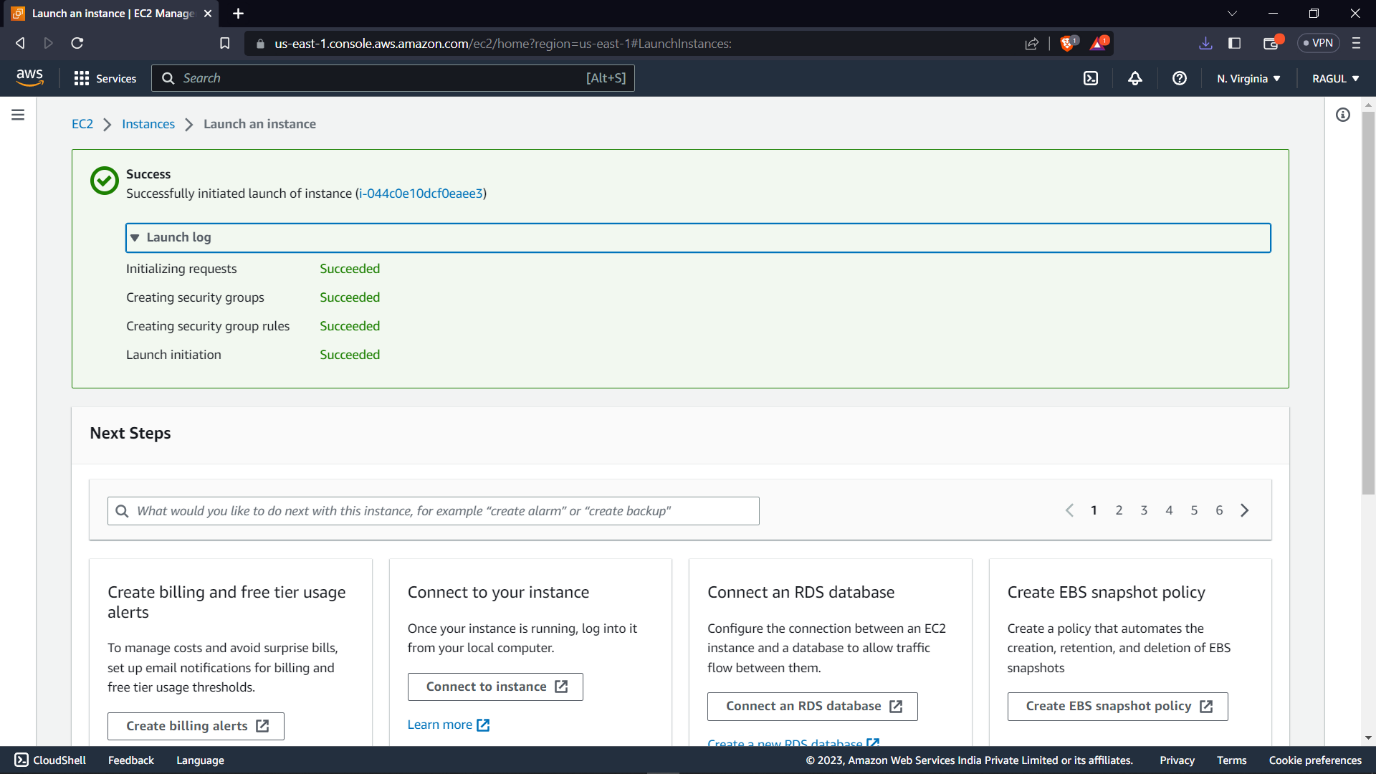 Launch an instance | EC2 Manage
us-east-1.console.aws.amazon.com/ec2/home?region=us-east-1#LaunchInstances:
1
1
VPN
aws
Services
Search
[Alt+S]
N. Virginia
RAGUL
EC2
Instances
Launch an instance
Success
Successfully initiated launch of instance (i-044c0e10dcf0eaee3)
Launch log
Initializing requests Succeeded
Creating security groups Succeeded
Creating security group rules Succeeded
Launch initiation Succeeded
Next Steps
What would you like to do next with this instance, for example “create alarm” or “create backup”
1 2 3 4 5 6
Create billing and free tier usage
alerts
To manage costs and avoid surprise bills,
set up email notifications for billing and
free tier usage thresholds.
Create billing alerts
Connect to your instance
Once your instance is running, log into it
from your local computer.
Connect to instance
Learn more
Connect an RDS database
Configure the connection between an EC2
instance and a database to allow traffic
flow between them.
Connect an RDS database
Create a new RDS database
Create EBS snapshot policy
Create a policy that automates the
creation, retention, and deletion of EBS
snapshots
Create EBS snapshot policy
CloudShell
Feedback
Language
© 2023, Amazon Web Services India Private Limited or its affiliates.
Privacy
Terms
Cookie preferences